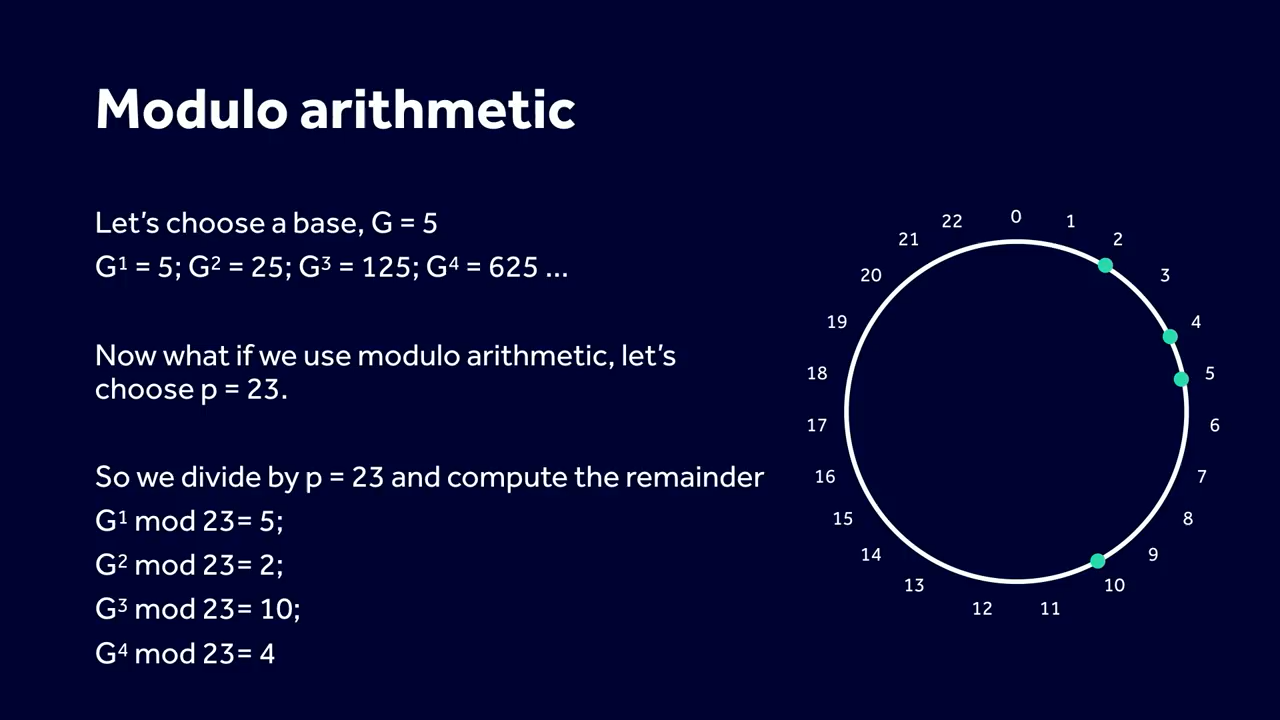 Modulo arithmetic
Let's choose a base, G = 5
G¹ = 5; G² = 25; G³ = 125; G⁴ = 625 ...
Now what if we use modulo arithmetic, let's
choose p = 23.
So we divide by p = 23 and compute the remainder
G¹ mod 23= 5;
G² mod 23= 2;
G³ mod 23= 10;
G⁴ mod 23= 4
0
1
2
3
4
5
6
7
8
9
10
11
12
13
14
15
16
17
18
19
20
21
22